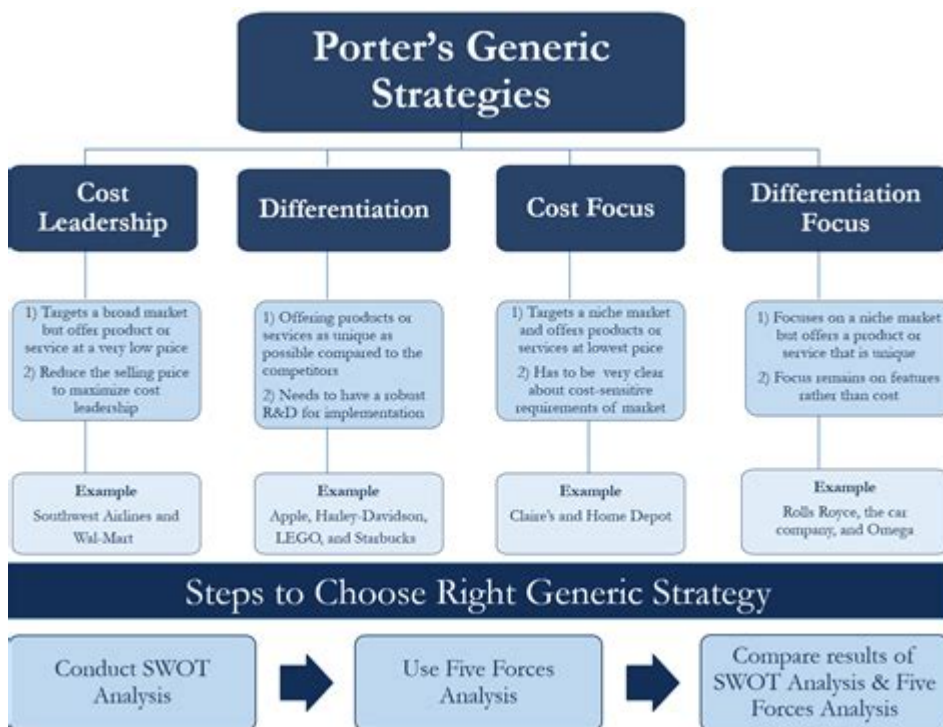 Porter's Generic
Strategies
Cost
Leadership
Differentiation
Cost Focus
Differentiation
Focus
1) Targets a broad market
but offer product or
service at a very low price
2) Reduce the selling price
to maximize cost
leadership
1) Offering products or
services as unique as
possible compared to the
competitors
2) Needs to have a robust
R&D for implementation
1) Targets a niche market
and offers products or
services at lowest price
2) Has to be very clear
about cost-sensitive
requirements of market
1) Focuses on a niche market
but offers a product or
service that is unique
2) Focus remains on features
rather than cost
Example
Southwest Airlines and
Wal-Mart
Example
Apple, Harley-Davidson,
LEGO, and Starbucks
Example
Claire's and Home Depot
Example
Rolls Royce, the car
company, and Omega
Steps to Choose Right Generic Strategy
Conduct SWOT
Analysis
Use Five Forces
Analysis
Compare results of
SWOT Analysis & Five
Forces Analysis